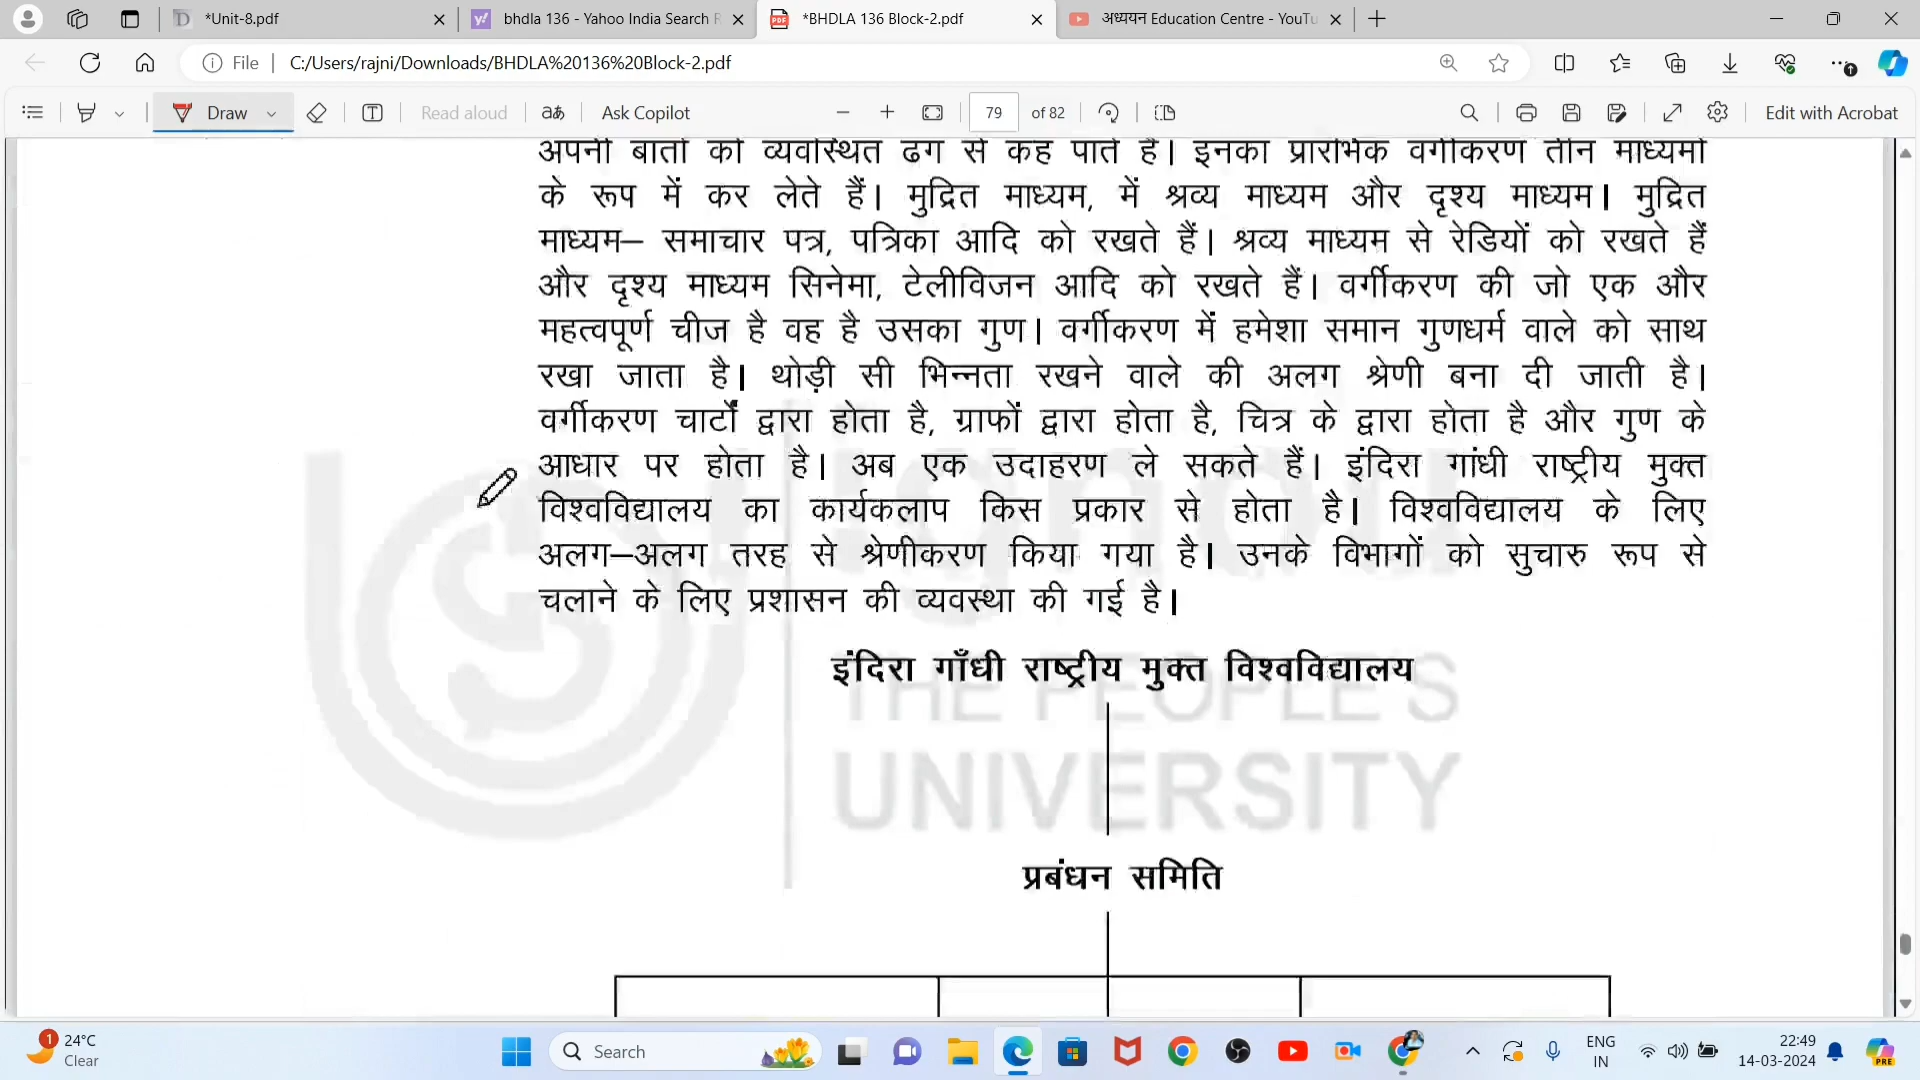 *Unit-8.pdf
bhdla 136 - Yahoo India Search R
*BHDLA 136 Block-2.pdf
अध्ययन Education Centre - YouTu
File
C:/Users/rajni/Downloads/BHDLA%20136%20Block-2.pdf
Draw
Read aloud
aあ
Ask Copilot
79 of 82
Edit with Acrobat
अपनी बातों को व्यवस्थित ढंग से कह पाते हैं। इनका प्रारंभिक वर्गीकरण तीन माध्यमों
के रूप में कर लेते हैं। मुद्रित माध्यम, में श्रव्य माध्यम और दृश्य माध्यम। मुद्रित
माध्यम– समाचार पत्र, पत्रिका आदि को रखते हैं। श्रव्य माध्यम से रेडियों को रखते हैं
और दृश्य माध्यम सिनेमा, टेलीविजन आदि को रखते हैं। वर्गीकरण की जो एक और
महत्वपूर्ण चीज है वह है उसका गुण। वर्गीकरण में हमेशा समान गुणधर्म वाले को साथ
रखा जाता है। थोड़ी सी भिन्नता रखने वाले की अलग श्रेणी बना दी जाती है।
वर्गीकरण चार्टों द्वारा होता है, ग्राफों द्वारा होता है, चित्र के द्वारा होता है और गुण के
आधार पर होता है। अब एक उदाहरण ले सकते हैं। इंदिरा गांधी राष्ट्रीय मुक्त
विश्वविद्यालय का कार्यकलाप किस प्रकार से होता है। विश्वविद्यालय के लिए
अलग–अलग तरह से श्रेणीकरण किया गया है। उनके विभागों को सुचारु रूप से
चलाने के लिए प्रशासन की व्यवस्था की गई है।
इंदिरा गाँधी राष्ट्रीय मुक्त विश्वविद्यालय
ignou
THE PEOPLE'S
UNIVERSITY
प्रबंधन समिति
1
24°C
Clear
Search
ENG
IN
22:49
14-03-2024
PRE